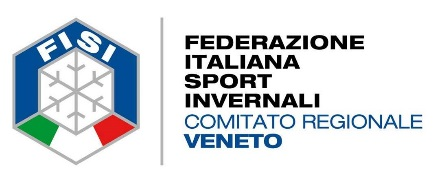 FISI
FEDERAZIONE
ITALIANA
SPORT
INVERNALI
COMITATO REGIONALE
VENETO